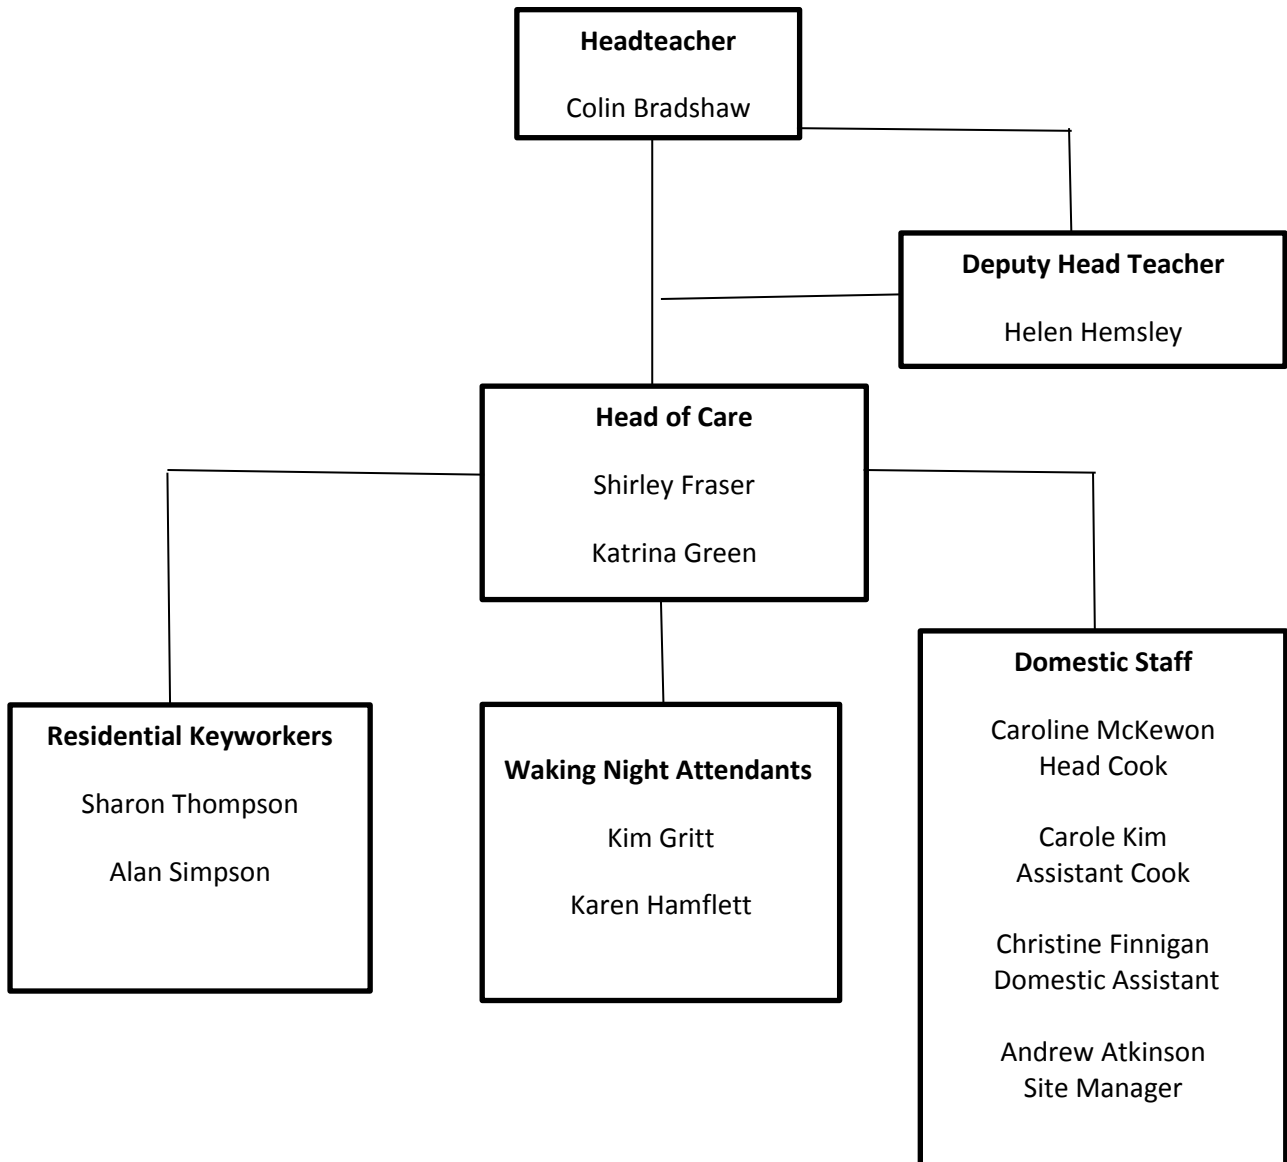 Headteacher
Colin Bradshaw
Deputy Head Teacher
Helen Hemsley
Head of Care
Shirley Fraser
Katrina Green
Residential Keyworkers
Sharon Thompson
Alan Simpson
Waking Night Attendants
Kim Gritt
Karen Hamflett
Domestic Staff
Caroline McKewon
Head Cook
Carole Kim
Assistant Cook
Christine Finnigan
Domestic Assistant
Andrew Atkinson
Site Manager